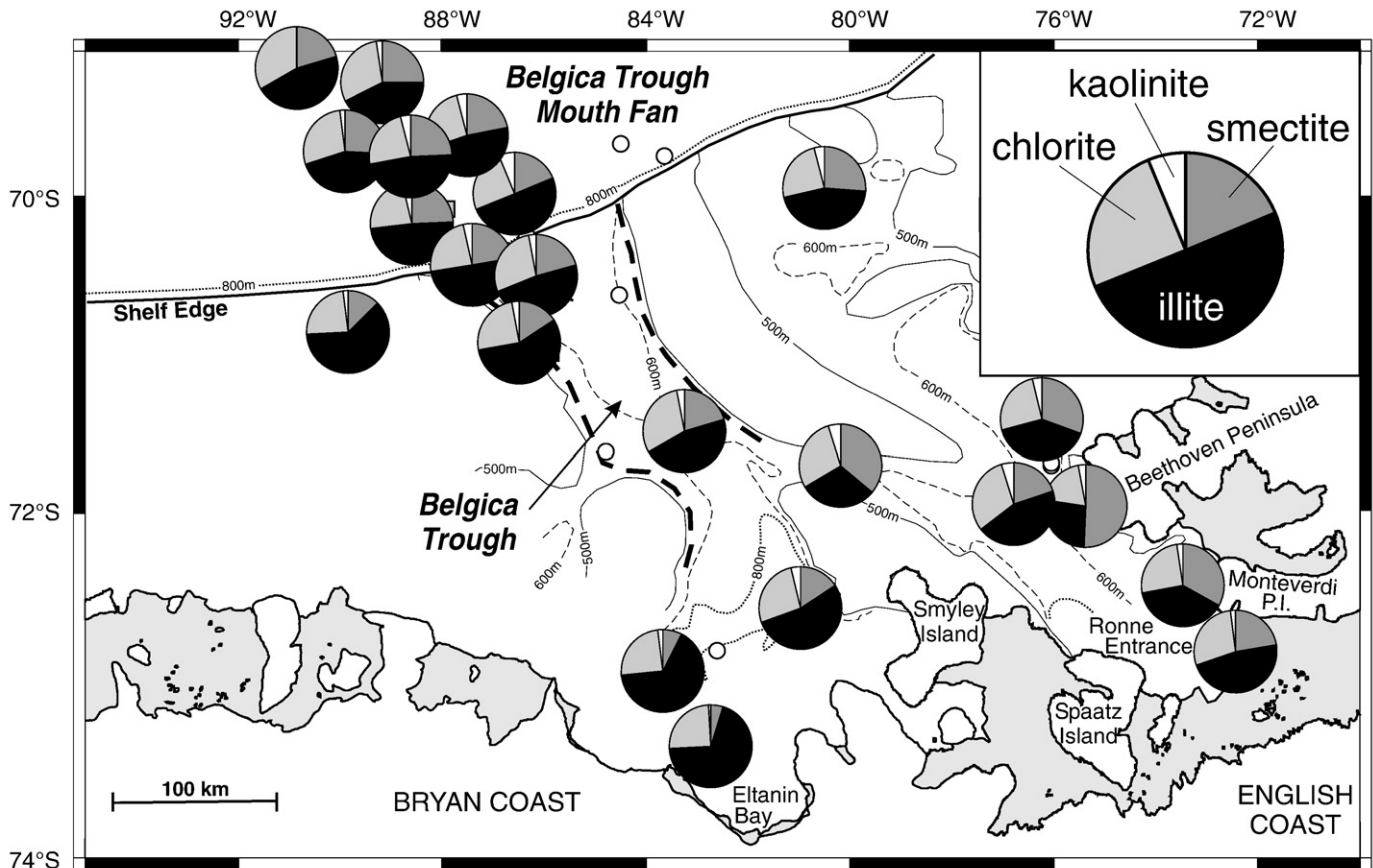 92°W
88°W
84°W
80°W
76°W
72°W
Belgica Trough
Mouth Fan
kaolinite
smectite
chlorite
illite
70°S
800m
500m
600m
800m
Shelf Edge
500m
600m
600m
Beethoven Peninsula
500m
Belgica
Trough
500m
72°S
600m
500m
800m
600m
Monteverdi
P.I.
Smyley
Island
Ronne
Entrance
Spaatz
Island
100 km
BRYAN COAST
Eltanin
Bay
ENGLISH
COAST
74°S